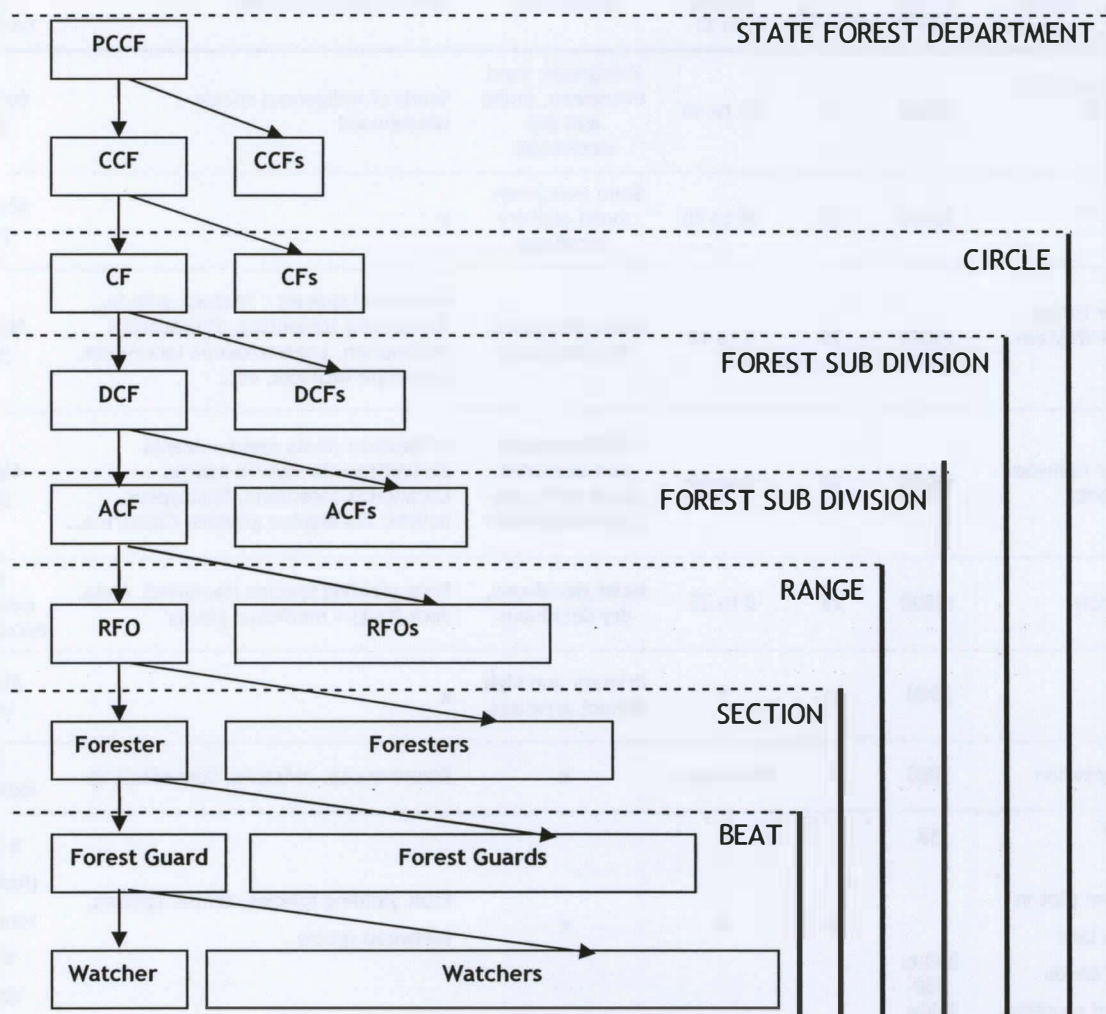 STATE FOREST DEPARTMENT
PCCF
CCF CCFs
CIRCLE
CF CFs
FOREST SUB DIVISION
DCF DCFs
FOREST SUB DIVISION
ACF ACFs
RANGE
RFO RFOs
SECTION
Forester Foresters
BEAT
Forest Guard Forest Guards
Watcher Watchers